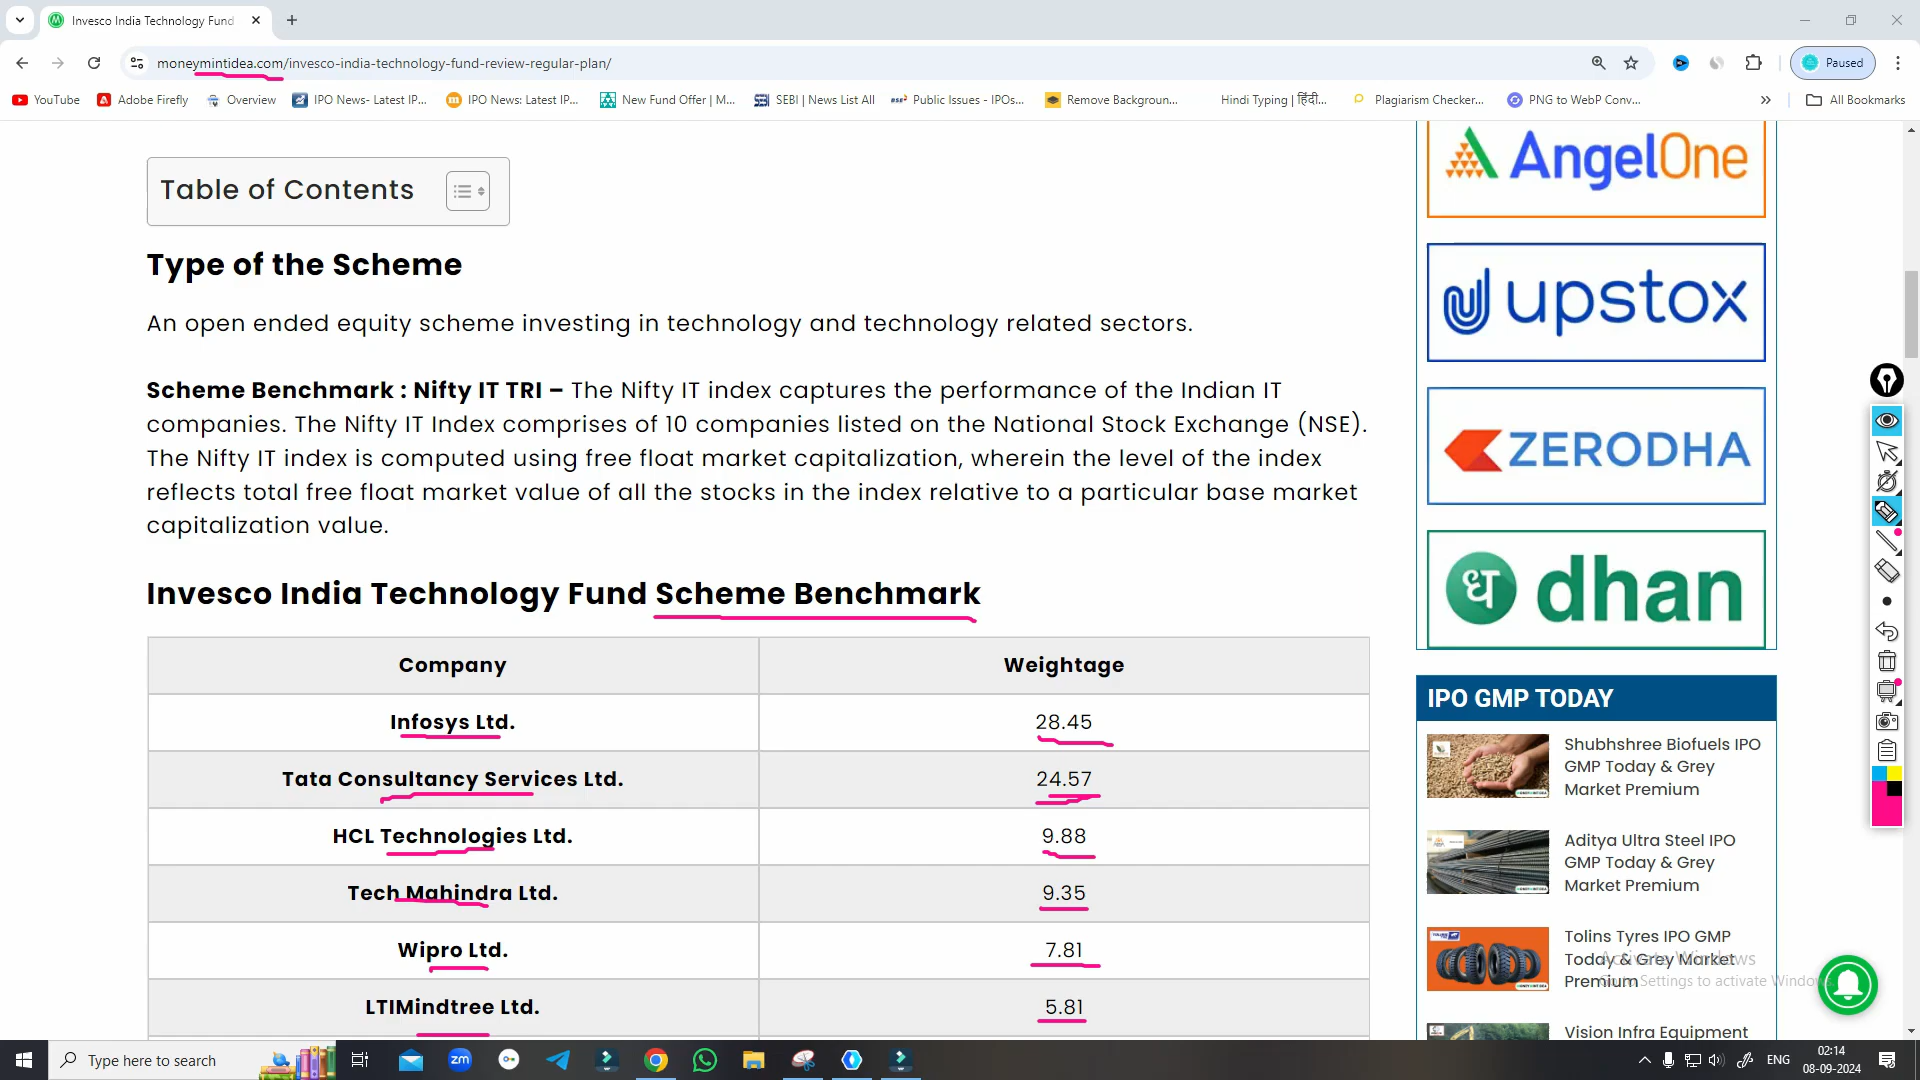 Invesco India Technology Fund
moneymintidea.com/invesco-india-technology-fund-review-regular-plan/
Paused
YouTube
Adobe Firefly
Overview
IPO News- Latest IP...
IPO News: Latest IP...
New Fund Offer | M...
SEBI | News List All
Public Issues - IPOs...
Remove Backgroun...
Hindi Typing | हिंदी...
Plagiarism Checker...
PNG to WebP Conv...
All Bookmarks
Table of Contents
Type of the Scheme
An open ended equity scheme investing in technology and technology related sectors.
Scheme Benchmark : Nifty IT TRI – The Nifty IT index captures the performance of the Indian IT
companies. The Nifty IT Index comprises of 10 companies listed on the National Stock Exchange (NSE).
The Nifty IT index is computed using free float market capitalization, wherein the level of the index
reflects total free float market value of all the stocks in the index relative to a particular base market
capitalization value.
Invesco India Technology Fund Scheme Benchmark
Company Weightage
Infosys Ltd. 28.45
Tata Consultancy Services Ltd. 24.57
HCL Technologies Ltd. 9.88
Tech Mahindra Ltd. 9.35
Wipro Ltd. 7.81
LTIMindtree Ltd. 5.81
AngelOne
upstox
ZERODHA
ध dhan
IPO GMP TODAY
Shubhshree Biofuels IPO
GMP Today & Grey
Market Premium
Aditya Ultra Steel IPO
GMP Today & Grey
Market Premium
Tolins Tyres IPO GMP
Today & Grey Market
Premium
Vision Infra Equipment
Activate Windows
Go to Settings to activate Windows.
Type here to search
zm
ENG
02:14
08-09-2024